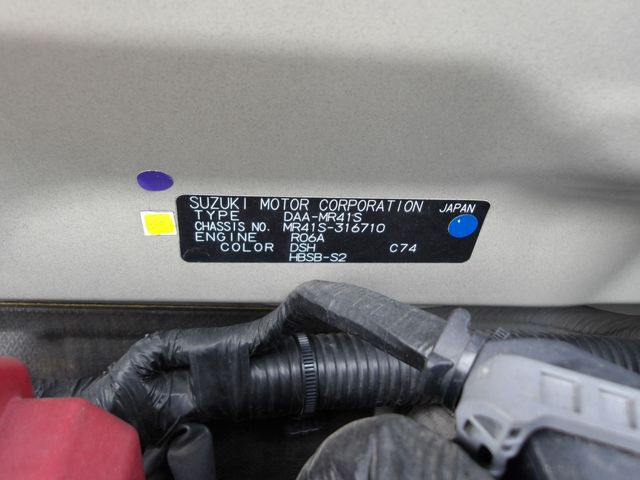 SUZUKI MOTOR CORPORATION JAPAN
TYPE DAA-MR41S
CHASSIS NO. MR41S-316710
ENGINE R06A
COLOR DSH C74
HBSB-S2